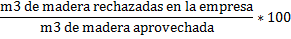 m3 de madera rechazadas en la empresa
m3 de madera aprovechada
* 100